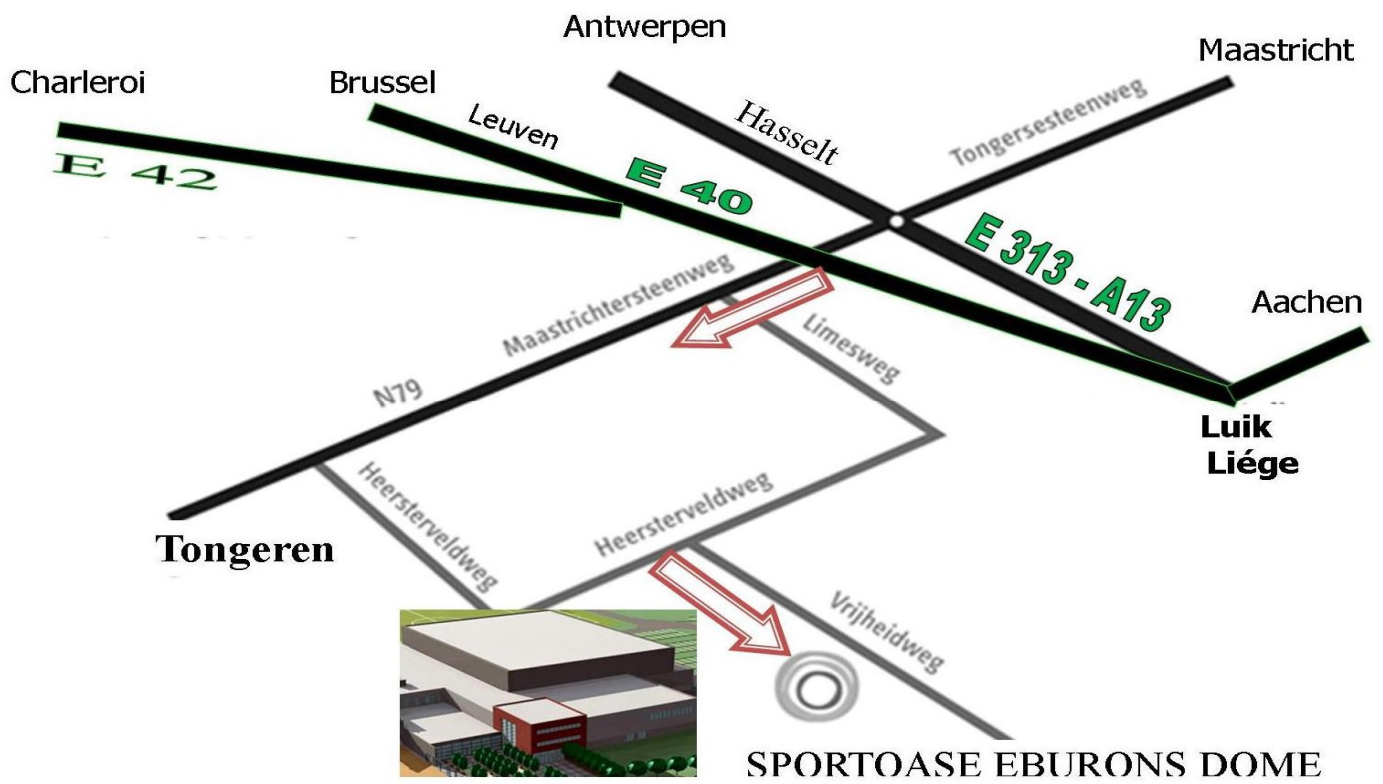 Antwerpen
Maastricht
Charleroi
Brussel
Leuven
Hasselt
Tongersesteenweg
E 42
E 40
E 313 - A13
Maastrichtersteenweg
Aachen
Limesweg
N79
Luik
Liége
Heersterveldweg
Heersterveldweg
Tongeren
Vrijheidweg
SPORTOASE EBURONS DOME